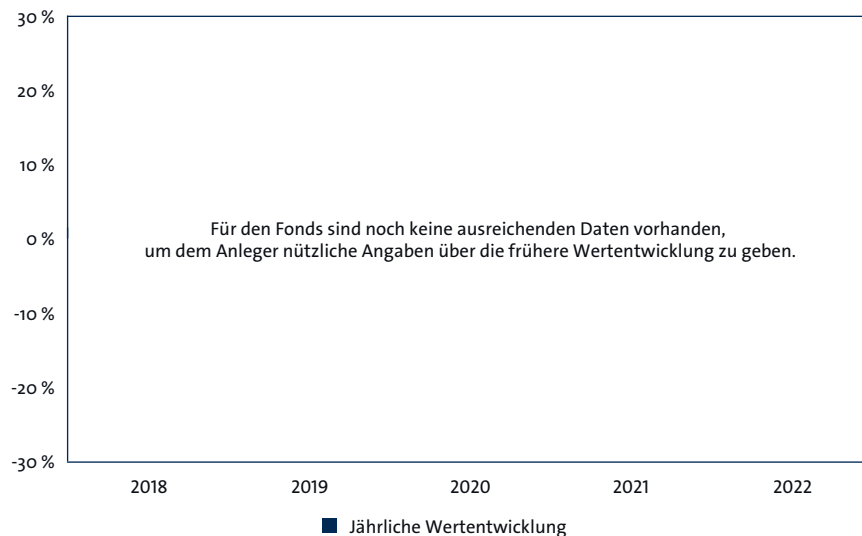 30 %
20 %
10 %
0 %
-10 %
-20 %
-30 %
Für den Fonds sind noch keine ausreichenden Daten vorhanden,
um dem Anleger nützliche Angaben über die frühere Wertentwicklung zu geben.
2018 2019 2020 2021 2022
Jährliche Wertentwicklung